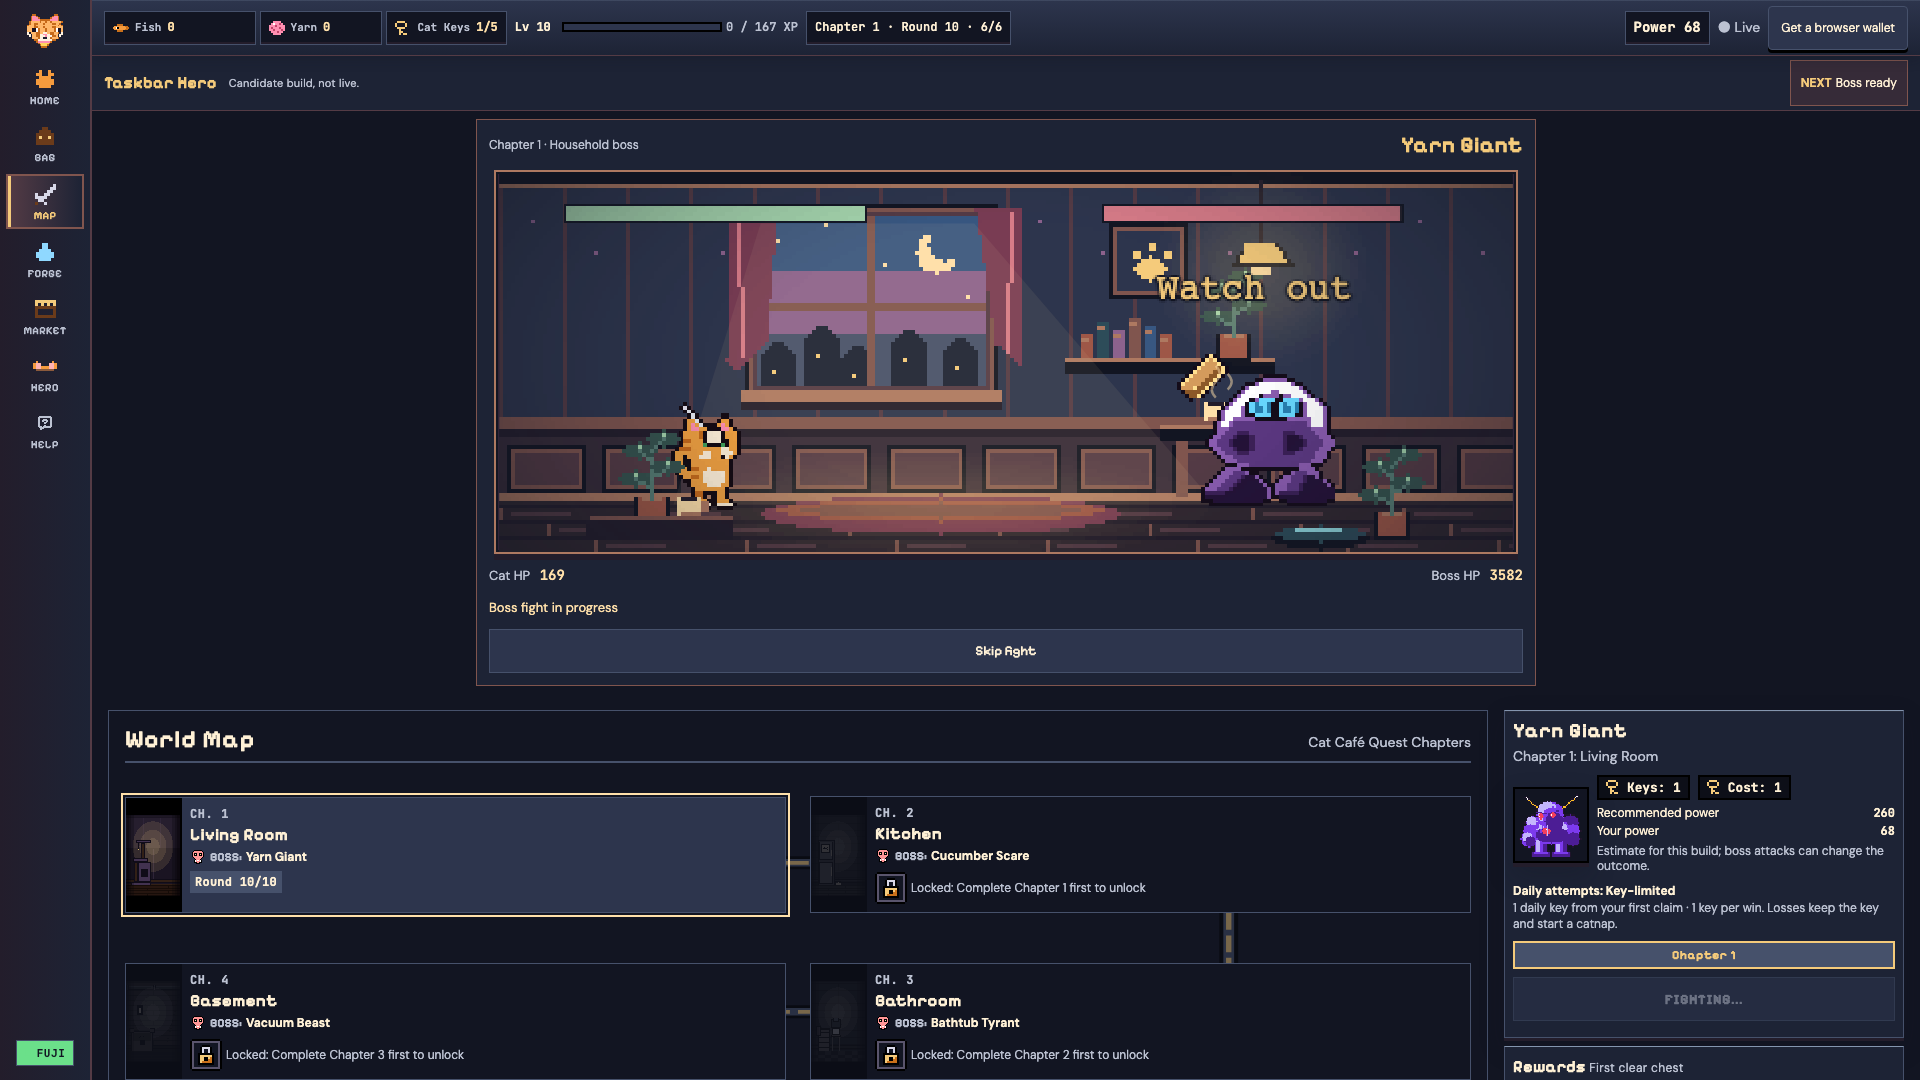 Fish 0
Yarn 0
Cat Keys 1/5
Lv 10
0 / 167 XP
Chapter 1 · Round 10 · 6/6
Power 68
Live
Get a browser wallet
HOME
BAG
MAP
FORGE
MARKET
HERO
HELP
FUJI
Taskbar Hero
Candidate build, not live.
NEXT Boss ready
Chapter 1 · Household boss
Yarn Giant
Watch out
Cat HP 169
Boss HP 3582
Boss fight in progress
Skip fight
World Map
Cat Café Quest Chapters
CH. 1
Living Room
BOSS: Yarn Giant
Round 10/10
CH. 2
Kitchen
BOSS: Cucumber Scare
Locked: Complete Chapter 1 first to unlock
CH. 4
Basement
BOSS: Vacuum Beast
Locked: Complete Chapter 3 first to unlock
CH. 3
Bathroom
BOSS: Bathtub Tyrant
Locked: Complete Chapter 2 first to unlock
Yarn Giant
Chapter 1: Living Room
Keys: 1
Cost: 1
Recommended power 260
Your power 68
Estimate for this build; boss attacks can change the
outcome.
Daily attempts: Key-limited
1 daily key from your first claim · 1 key per win. Losses keep the key
and start a catnap.
Chapter 1
FIGHTING...
Rewards First clear chest